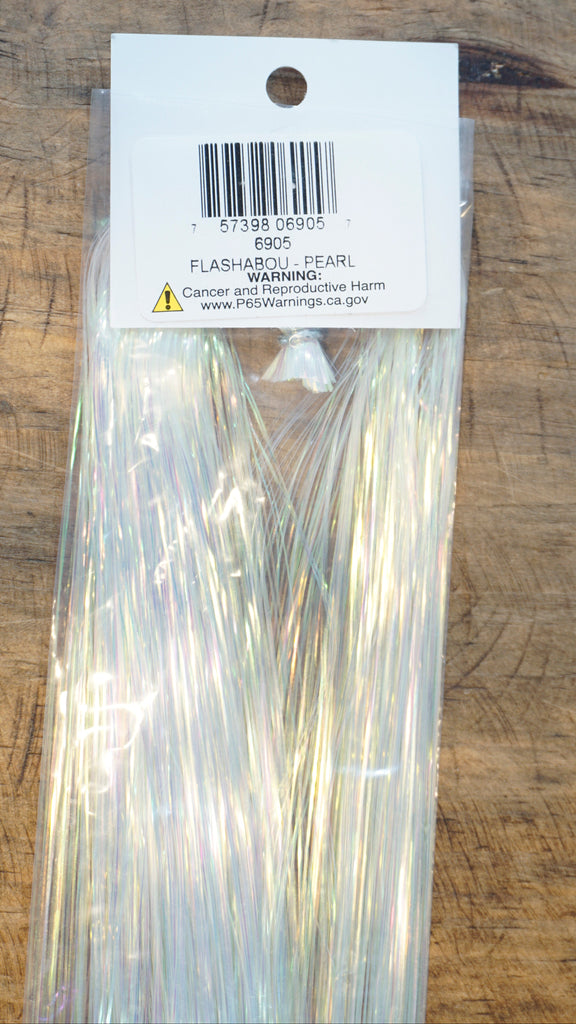 7 57398 06905 7
6905
FLASHABOU - PEARL
WARNING:
Cancer and Reproductive Harm
www.P65Warnings.ca.gov